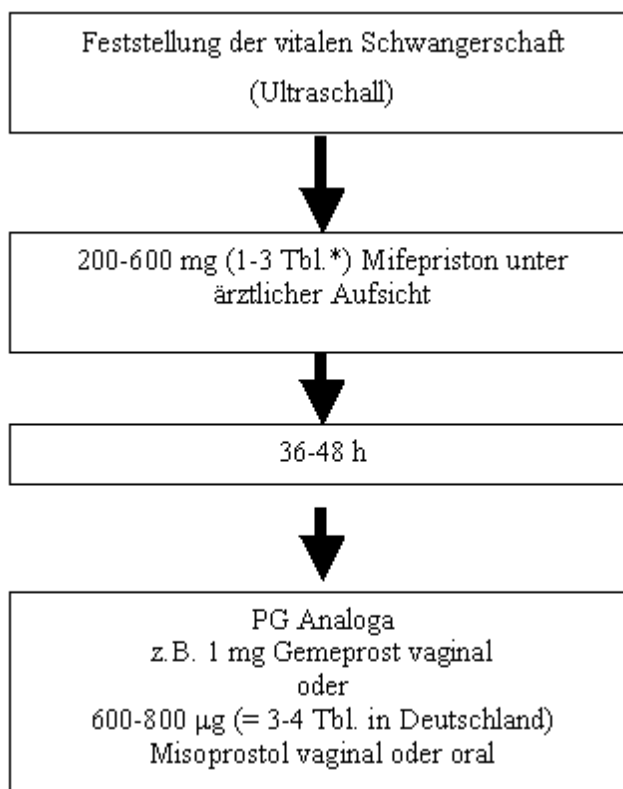 Feststellung der vitalen Schwangerschaft
(Ultraschall)
200-600 mg (1-3 Tbl.*) Mifepriston unter
ärztlicher Aufsicht
36-48 h
PG Analoga
z.B. 1 mg Gemeprost vaginal
oder
600-800 µg (= 3-4 Tbl. in Deutschland)
Misoprostol vaginal oder oral